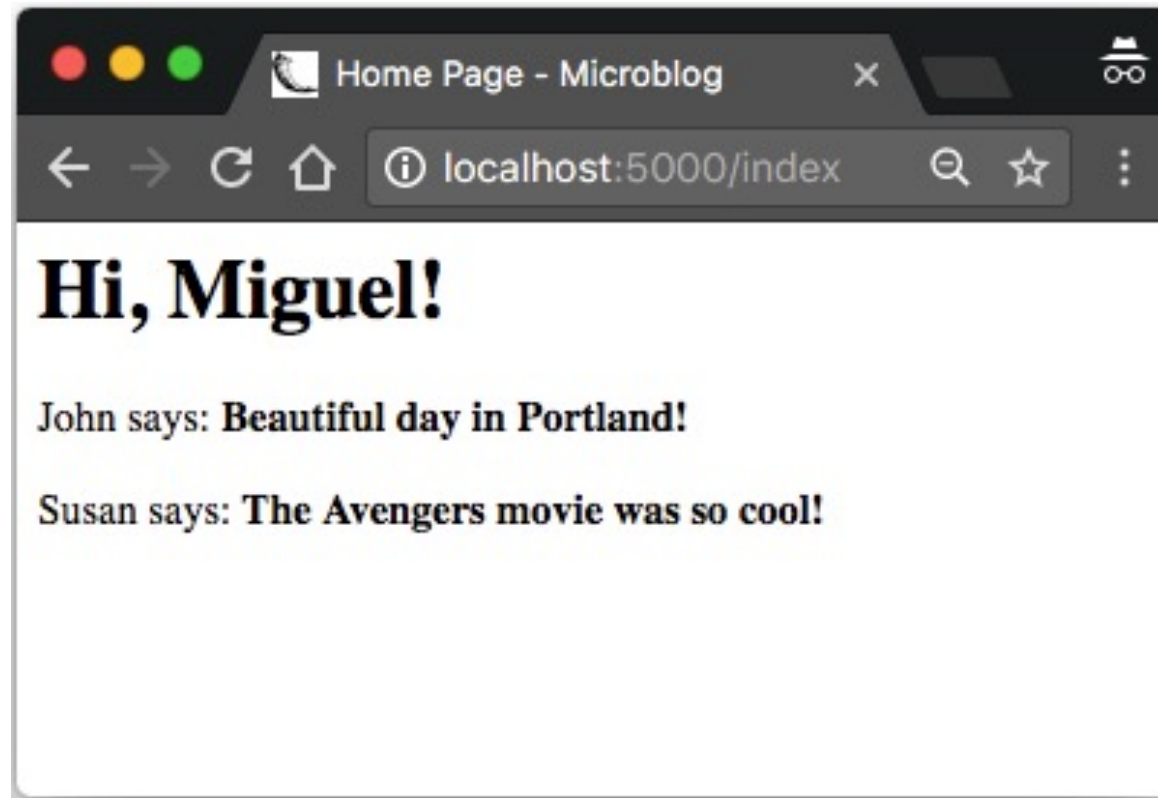 Home Page - Microblog
localhost:5000/index
Hi, Miguel!
John says: Beautiful day in Portland!
Susan says: The Avengers movie was so cool!